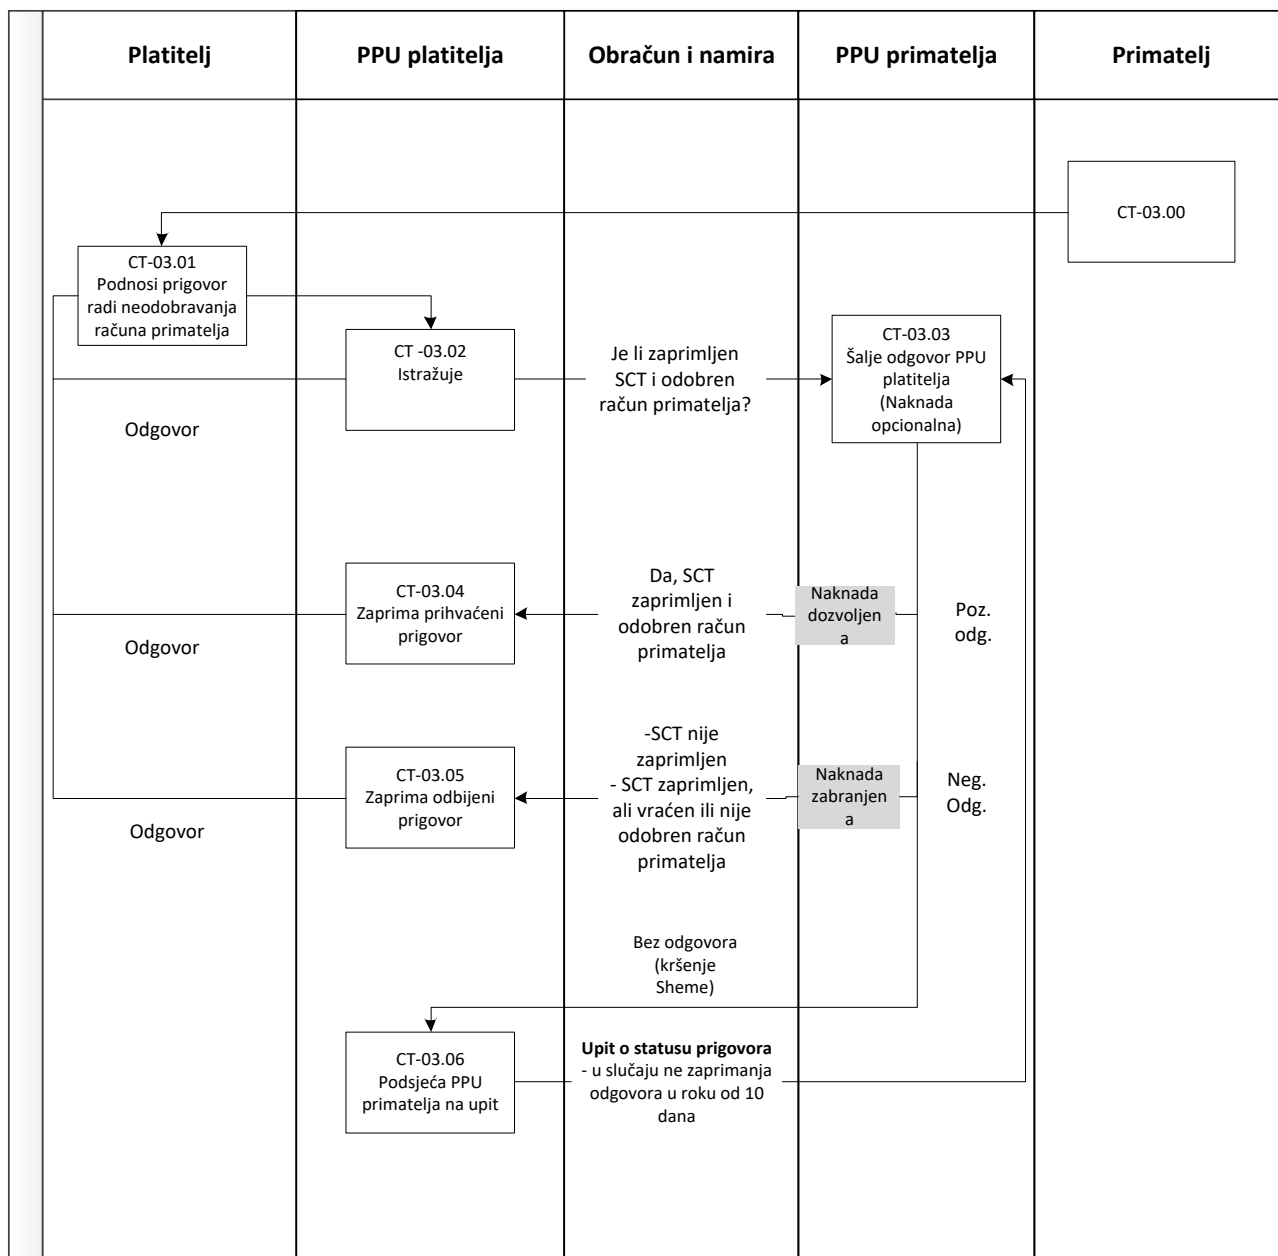 Platitelj
PPU platitelja
Obračun i namira
PPU primatelja
Primatelj
CT-03.00
CT-03.01
Podnosi prigovor
radi neodobravanja
računa primatelja
CT -03.02
Istražuje
Je li zaprimljen
SCT i odobren
račun primatelja?
CT-03.03
Šalje odgovor PPU
platitelja
(Naknada
opcionalna)
Odgovor
CT-03.04
Zaprima prihvaćeni
prigovor
Da, SCT
zaprimljen i
odobren račun
primatelja
Naknada
dozvoljen
a
Poz.
odg.
Odgovor
CT-03.05
Zaprima odbijeni
prigovor
-SCT nije
zaprimljen
- SCT zaprimljen,
ali vraćen ili nije
odobren račun
primatelja
Naknada
zabranjen
a
Neg.
Odg.
Odgovor
Bez odgovora
(kršenje
Sheme)
CT-03.06
Podsjeća PPU
primatelja na upit
Upit o statusu prigovora
- u slučaju ne zaprimanja
odgovora u roku od 10
dana